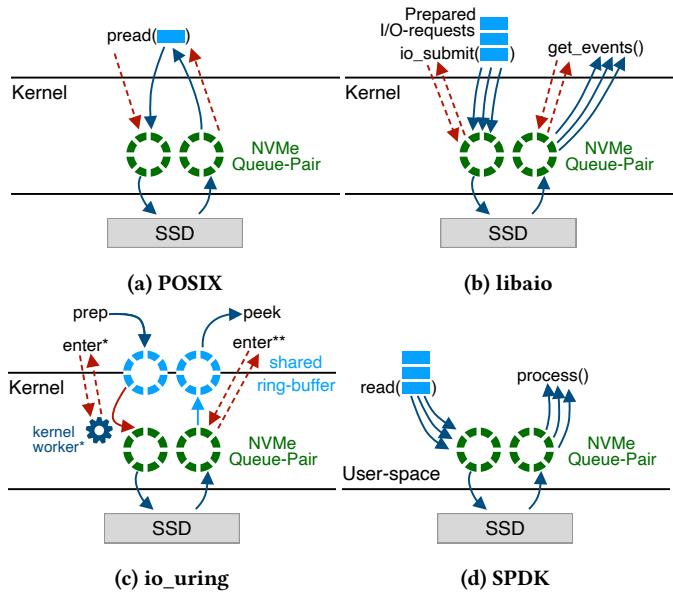 pread( )
Kernel
NVMe
Queue-Pair
SSD
(a) POSIX
Prepared
I/O-requests
io_submit( )
get_events()
Kernel
NVMe
Queue-Pair
SSD
(b) libaio
prep
peek
enter*
enter**
shared
ring-buffer
Kernel
kernel
worker*
NVMe
Queue-Pair
SSD
(c) io_uring
read( )
process()
NVMe
Queue-Pair
User-space
SSD
(d) SPDK